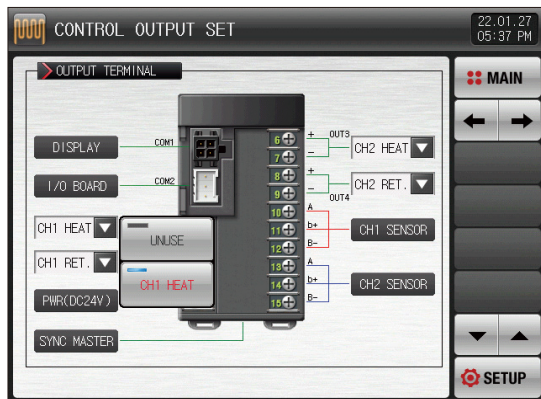 CONTROL OUTPUT SET
22.01.27
05:37 PM
OUTPUT TERMINAL
MAIN
DISPLAY
COM1
I/O BOARD
COM2
CH1 HEAT
CH1 RET.
PWR(DC24V)
SYNC MASTER
UNUSE
CH1 HEAT
6 + OUT3
7 -
CH2 HEAT
8 +
9 - OUT4
CH2 RET.
10 A
11 b+
12 B-
CH1 SENSOR
13 A
14 b+
15 B-
CH2 SENSOR
SETUP